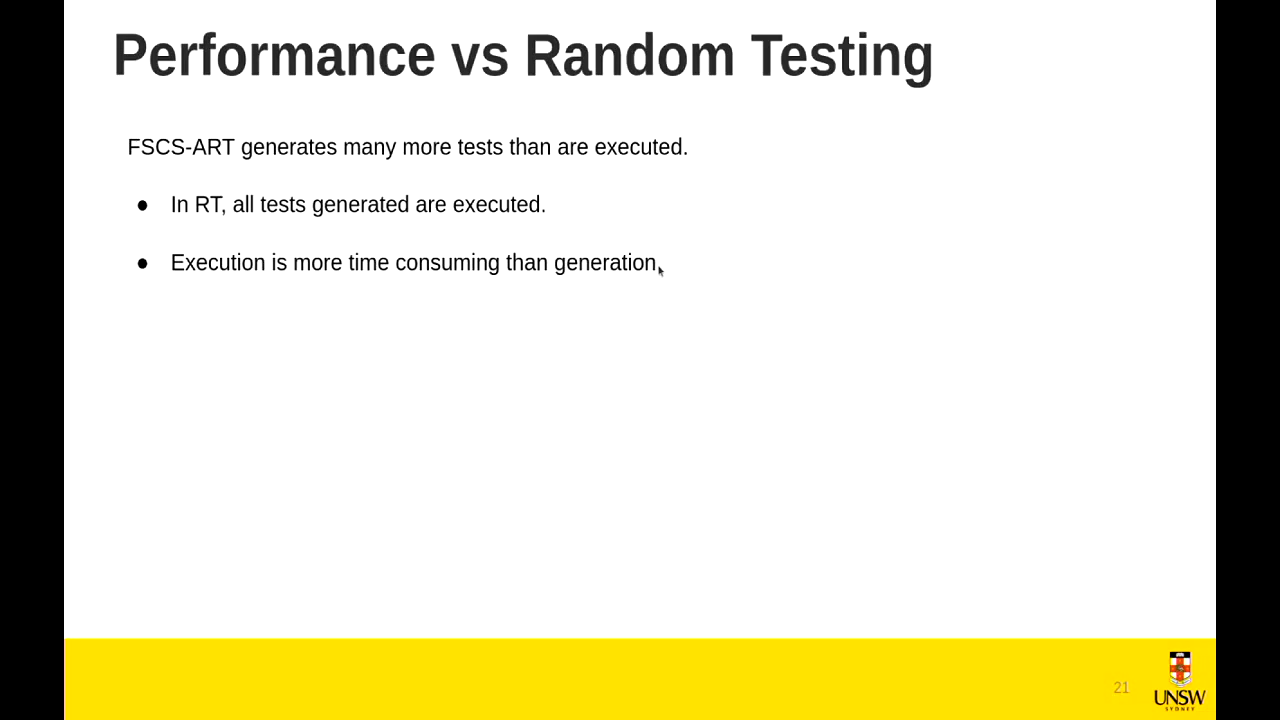 Performance vs Random Testing
FSCS-ART generates many more tests than are executed.
● In RT, all tests generated are executed.
● Execution is more time consuming than generation.
21
UNSW
SYDNEY